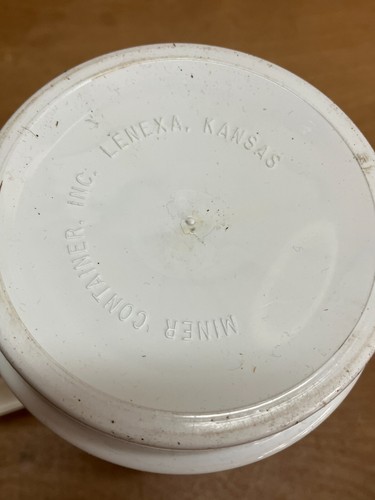 MINER CONTAINER, INC. LENEXA, KANSAS